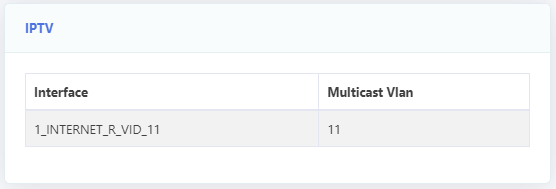 IPTV
Interface Multicast Vlan
1_INTERNET_R_VID_11 11